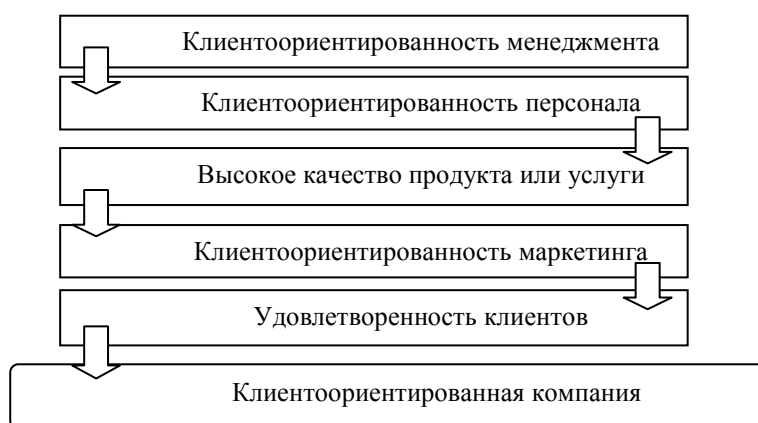 Клиентоориентированность менеджмента
Клиентоориентированность персонала
Высокое качество продукта или услуги
Клиентоориентированность маркетинга
Удовлетворенность клиентов
Клиентоориентированная компания